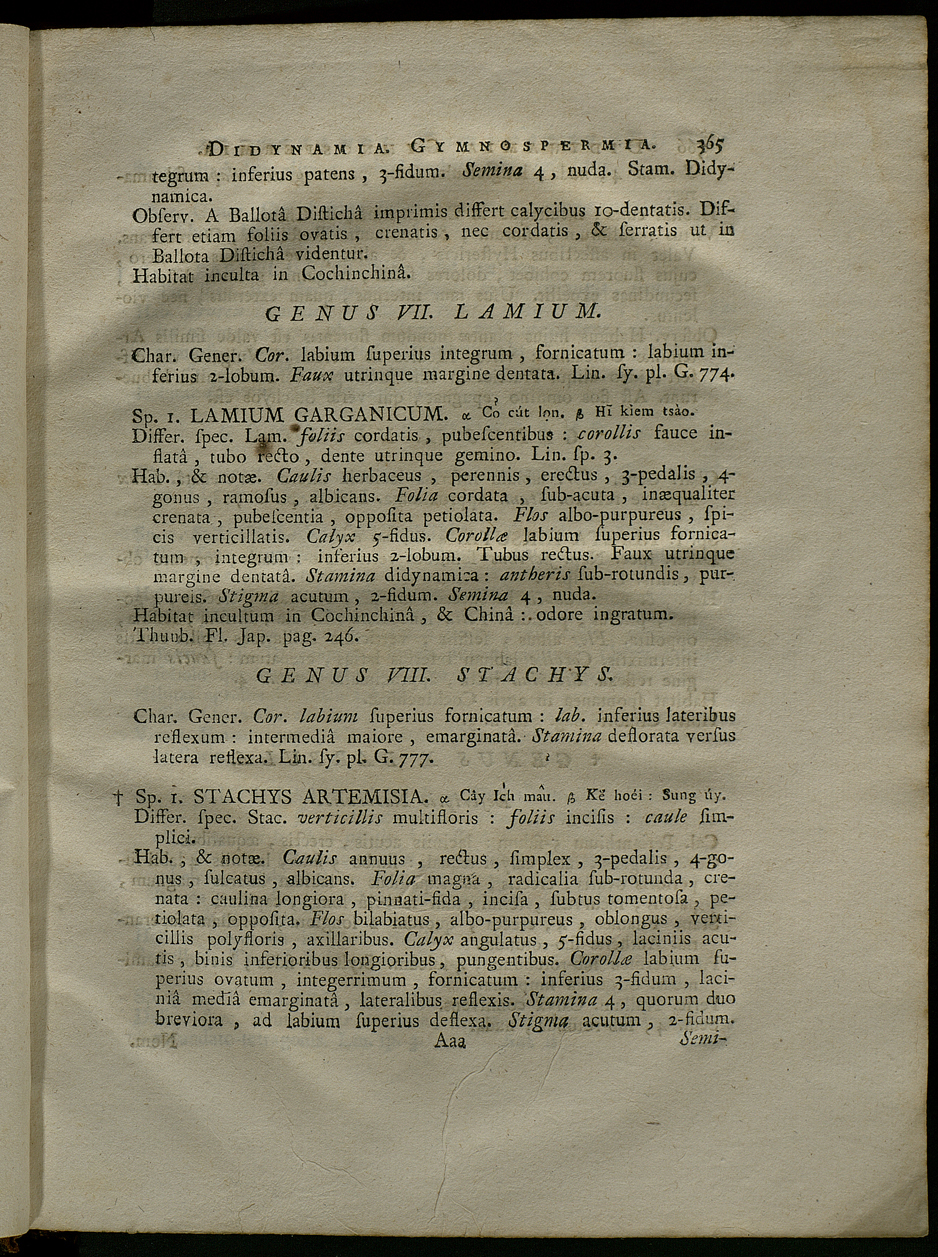 DIDYNAMIA. GYMNOSPERMIA. 365
tegrum : inferius patens , 3-fidum. Semina 4 , nuda. Stam. Didy-
namica.
Obſerv. A Ballotâ Diſtichâ imprimis differt calycibus 10-dentatis. Dif-
fert etiam foliis ovatis , crenatis , nec cordatis , & ſerratis ut in
Ballota Diſtichâ videntur.
Habitat inculta in Cochinchinâ.
GENUS VII. LAMIUM.
Char. Gener. Cor. labium ſuperius integrum , fornicatum : labium in-
ferius 2-lobum. Faux utrinque margine dentata. Lin. ſy. pl. G. 774.
Sp. 1. LAMIUM GARGANICUM. α Cỏ cút lợn. β Hī kìem tsào.
Differ. ſpec. Lam. foliis cordatis , pubeſcentibus : corollis fauce in-
flatâ , tubo recto , dente utrinque gemino. Lin. ſp. 3.
Hab. , & notæ. Caulis herbaceus , perennis , erectus , 3-pedalis , 4-
gonus , ramoſus , albicans. Folia cordata , ſub-acuta , inæqualiter
crenata , pubeſcentia , oppoſita petiolata. Flos albo-purpureus , ſpi-
cis verticillatis. Calyx 5-fidus. Corollæ labium ſuperius fornica-
tum , integrum : inferius 2-lobum. Tubus rectus. Faux utrinque
margine dentatâ. Stamina didynamica : antheris ſub-rotundis , pur-
pureis. Stigma acutum , 2-fidum. Semina 4 , nuda.
Habitat incultum in Cochinchinâ , & Chinâ : odore ingratum.
Thunb. Fl. Jap. pag. 246.
GENUS VIII. STACHYS.
Char. Gener. Cor. labium ſuperius fornicatum : lab. inferius lateribus
reflexum : intermediâ maiore , emarginatâ. Stamina deflorata verſus
latera reflexa. Lin. ſy. pl. G. 777.
† Sp. 1. STACHYS ARTEMISIA. α Cây Ích mâu. β Kĕ hoéi : Sung úy.
Differ. ſpec. Stac. verticillis multifloris : foliis inciſis : caule ſim-
plici.
Hab. , & notæ. Caulis annuus , rectus , ſimplex , 3-pedalis , 4-go-
nus , ſulcatus , albicans. Folia magna , radicalia ſub-rotunda , cre-
nata : caulina longiora , pinnati-fida , inciſa , ſubtus tomentoſa , pe-
tiolata , oppoſita. Flos bilabiatus , albo-purpureus , oblongus , verti-
cillis polyfloris , axillaribus. Calyx angulatus , 5-fidus , laciniis acu-
tis , binis inferioribus longioribus , pungentibus. Corollæ labium ſu-
perius ovatum , integerrimum , fornicatum : inferius 3-fidum , laci-
niâ mediâ emarginatâ , lateralibus reflexis. Stamina 4 , quorum duo
breviora , ad labium ſuperius deflexa. Stigma acutum , 2-fidum.
Aaa Semi-